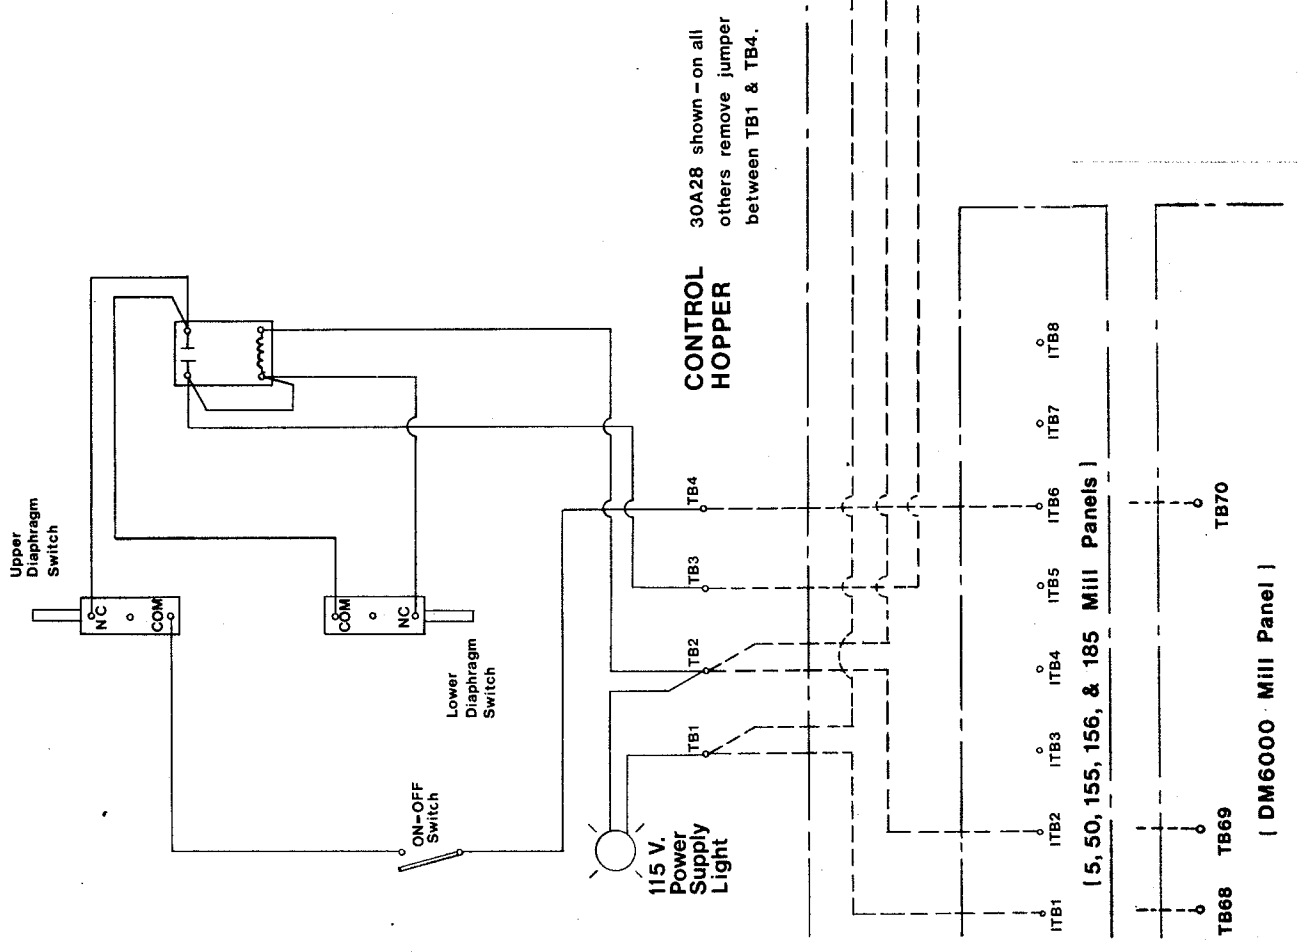 Upper
Diaphragm
Switch
NC
COM
COM
NC
Lower
Diaphragm
Switch
ON-OFF
Switch
115 V.
Power
Supply
Light
TB1
TB2
TB3
TB4
CONTROL
HOPPER
30A28 shown-on all
others remove jumper
between TB1 & TB4.
ITB1
ITB2
ITB3
ITB4
ITB5
ITB6
ITB7
ITB8
( 5, 50, 155, 156, & 185 Mill Panels )
TB68
TB69
TB70
( DM6000 Mill Panel )